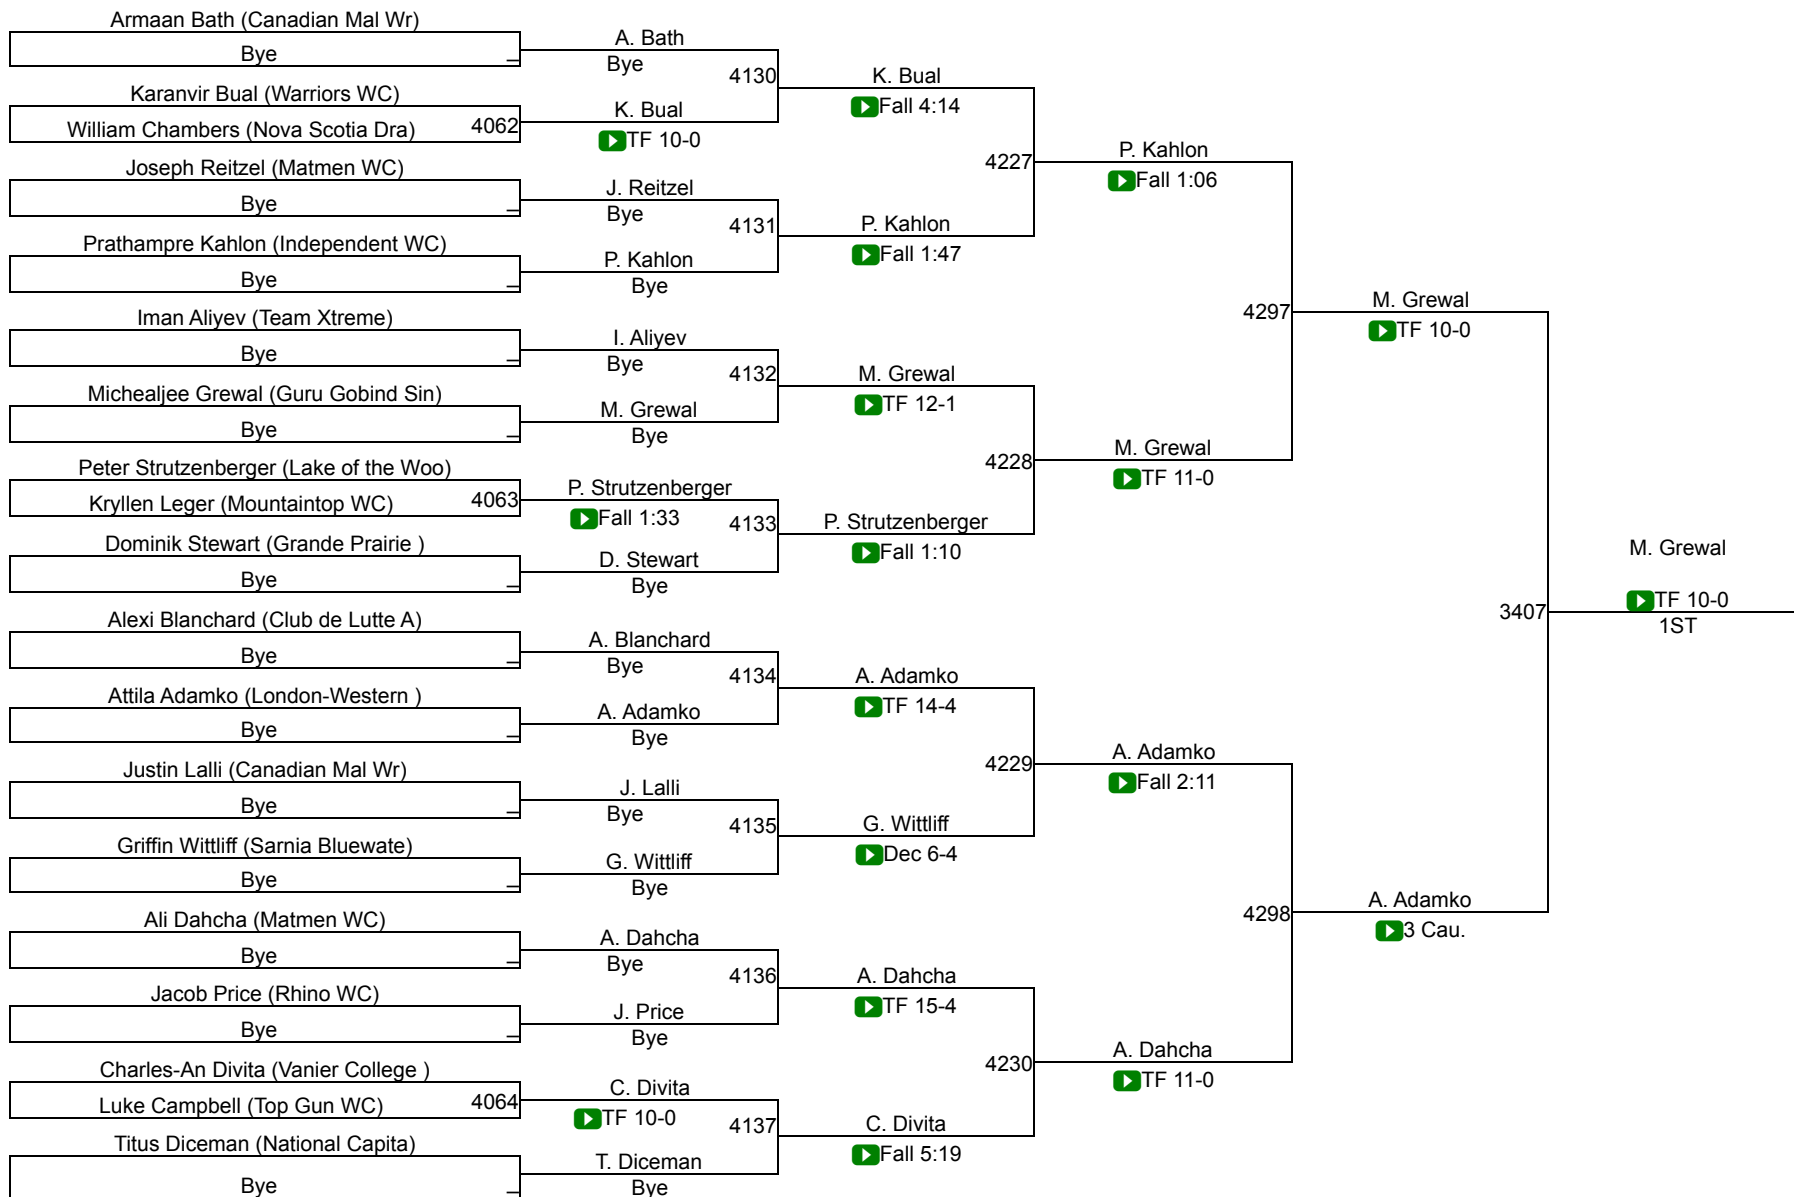 Armaan Bath (Canadian Mal Wr)
Bye _
Karanvir Bual (Warriors WC)
William Chambers (Nova Scotia Dra) 4062
Joseph Reitzel (Matmen WC)
Bye _
Prathampre Kahlon (Independent WC)
Bye _
Iman Aliyev (Team Xtreme)
Bye _
Michealjee Grewal (Guru Gobind Sin)
Bye _
Peter Strutzenberger (Lake of the Woo)
Kryllen Leger (Mountaintop WC) 4063
Dominik Stewart (Grande Prairie )
Bye _
Alexi Blanchard (Club de Lutte A)
Bye _
Attila Adamko (London-Western )
Bye _
Justin Lalli (Canadian Mal Wr)
Bye _
Griffin Wittliff (Sarnia Bluewate)
Bye _
Ali Dahcha (Matmen WC)
Bye _
Jacob Price (Rhino WC)
Bye _
Charles-An Divita (Vanier College )
Luke Campbell (Top Gun WC) 4064
Titus Diceman (National Capita)
Bye _
A. Bath
Bye
4130
K. Bual
TF 10-0
J. Reitzel
Bye
4131
P. Kahlon
Bye
I. Aliyev
Bye
4132
M. Grewal
Bye
P. Strutzenberger
Fall 1:33
4133
D. Stewart
Bye
A. Blanchard
Bye
4134
A. Adamko
Bye
J. Lalli
Bye
4135
G. Wittliff
Bye
A. Dahcha
Bye
4136
J. Price
Bye
C. Divita
TF 10-0
4137
T. Diceman
Bye
K. Bual
Fall 4:14
4227
P. Kahlon
Fall 1:47
M. Grewal
TF 12-1
4228
P. Strutzenberger
Fall 1:10
A. Adamko
TF 14-4
4229
G. Wittliff
Dec 6-4
A. Dahcha
TF 15-4
4230
C. Divita
Fall 5:19
P. Kahlon
Fall 1:06
4297
M. Grewal
TF 11-0
A. Adamko
Fall 2:11
4298
A. Dahcha
TF 11-0
M. Grewal
TF 10-0
3407
A. Adamko
3 Cau.
M. Grewal
TF 10-0
1ST